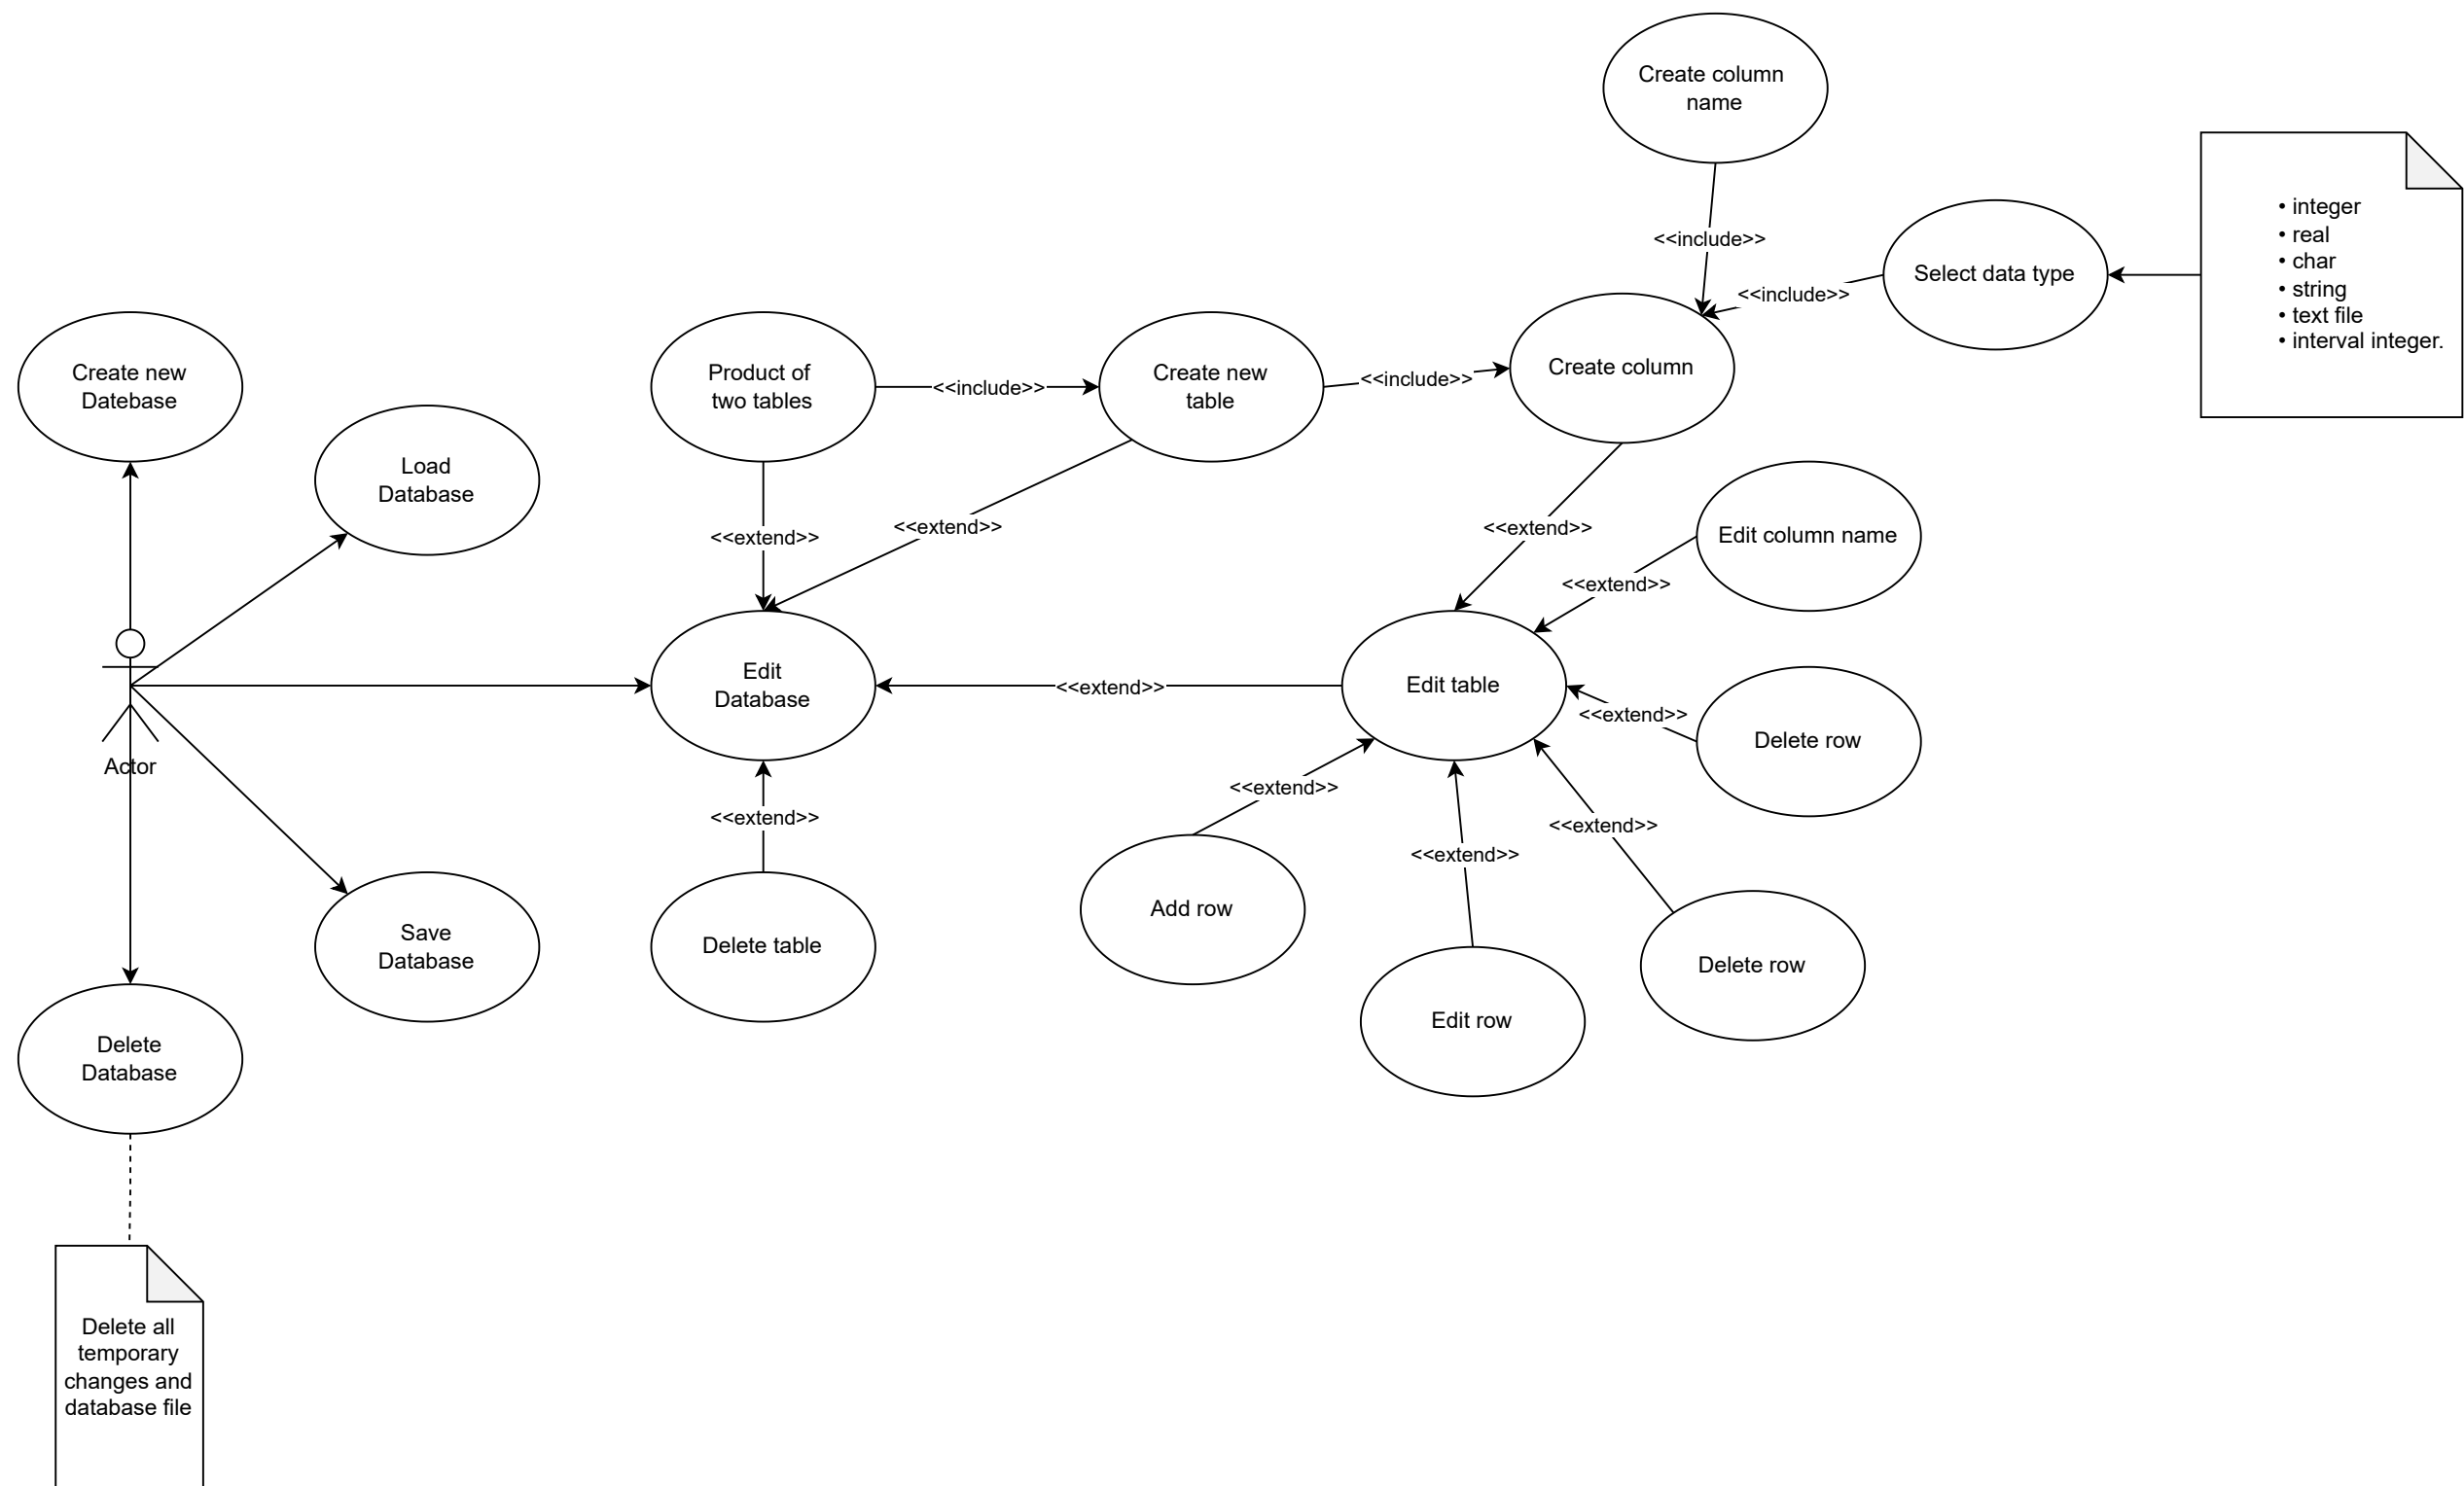 Create column
name
• integer
• real
• char
• string
• text file
• interval integer.
<<include>>
Select data type
<<include>>
Create new
Datebase
Product of
two tables
<<include>>
Create new
table
<<include>>
Create column
Load
Database
<<extend>>
<<extend>>
<<extend>>
Edit column name
<<extend>>
Actor
Edit
Database
<<extend>>
Edit table
<<extend>>
Delete row
<<extend>>
<<extend>>
<<extend>>
<<extend>>
Save
Database
Delete table
Add row
Edit row
Delete row
Delete
Database
Delete all
temporary
changes and
database file